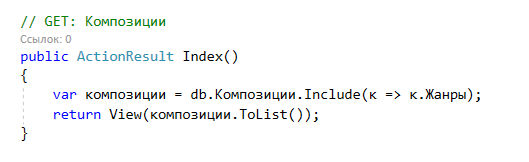 // GET: Композиции
Ссылок: 0
public ActionResult Index()
{
    var композиции = db.Композиции.Include(к => к.Жанры);
    return View(композиции.ToList());
}